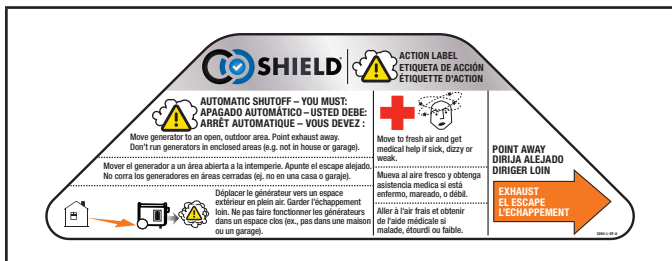 CO SHIELD
ACTION LABEL
ETIQUETA DE ACCIÓN
ÉTIQUETTE D'ACTION
AUTOMATIC SHUTOFF – YOU MUST:
APAGADO AUTOMÁTICO – USTED DEBE:
ARRÊT AUTOMATIQUE – VOUS DEVEZ :
Move generator to an open, outdoor area. Point exhaust away.
Don't run generators in enclosed areas (e.g. not in house or garage).
Mover el generador a un área abierta a la intemperie. Apunte el escape alejado.
No corra los generadores en áreas cerradas (ej. no en una casa o garaje).
Déplacer le générateur vers un espace
extérieur en plein air. Garder l'échappement
loin. Ne pas faire fonctionner les générateurs
dans un espace clos (ex., pas dans une maison
ou un garage).
Move to fresh air and get
medical help if sick, dizzy or
weak.
Mueva al aire fresco y obtenga
asistencia medica si está
enfermo, mareado, o débil.
Aller à l'air frais et obtenir
de l'aide médicale si
malade, étourdi ou faible.
POINT AWAY
DIRIJA ALEJADO
DIRIGER LOIN
EXHAUST
EL ESCAPE
L'ECHAPPEMENT